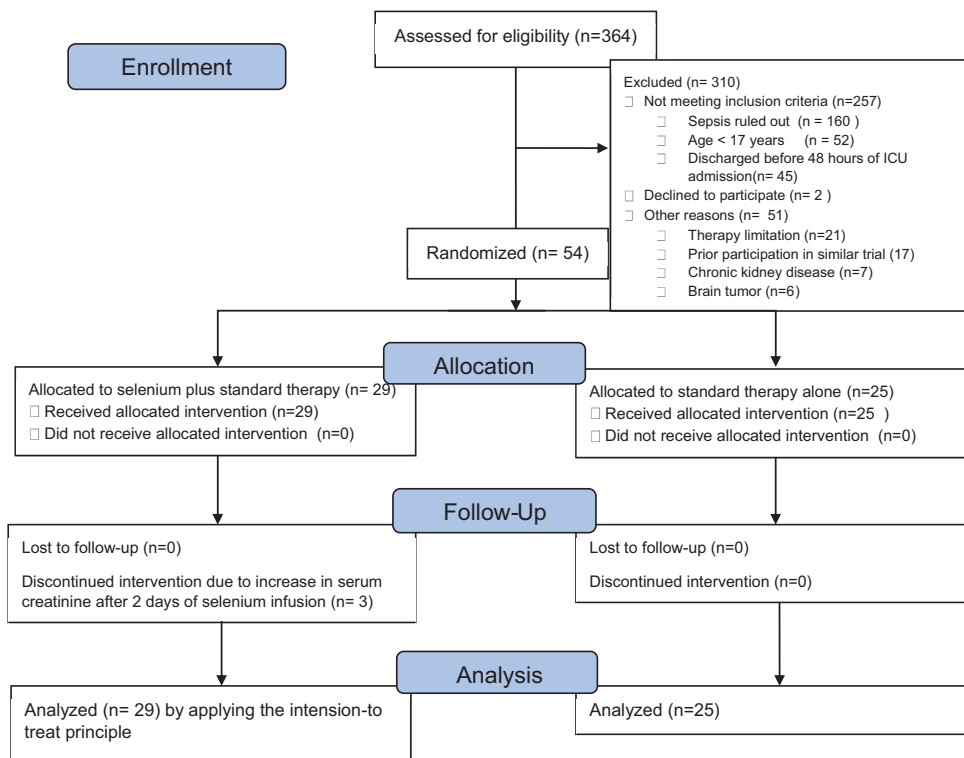 Assessed for eligibility (n=364)
Enrollment
Excluded (n= 310)
Not meeting inclusion criteria (n=257)
Sepsis ruled out (n = 160 )
Age < 17 years (n = 52)
Discharged before 48 hours of ICU
admission(n= 45)
Declined to participate (n= 2 )
Other reasons (n= 51)
Therapy limitation (n=21)
Prior participation in similar trial (17)
Chronic kidney disease (n=7)
Brain tumor (n=6)
Randomized (n= 54)
Allocation
Allocated to selenium plus standard therapy (n= 29)
Received allocated intervention (n=29)
Did not receive allocated intervention (n=0)
Allocated to standard therapy alone (n=25)
Received allocated intervention (n=25 )
Did not receive allocated intervention (n=0)
Follow-Up
Lost to follow-up (n=0)
Discontinued intervention due to increase in serum
creatinine after 2 days of selenium infusion (n= 3)
Lost to follow-up (n=0)
Discontinued intervention (n=0)
Analysis
Analyzed (n= 29) by applying the intension-to
treat principle
Analyzed (n=25)